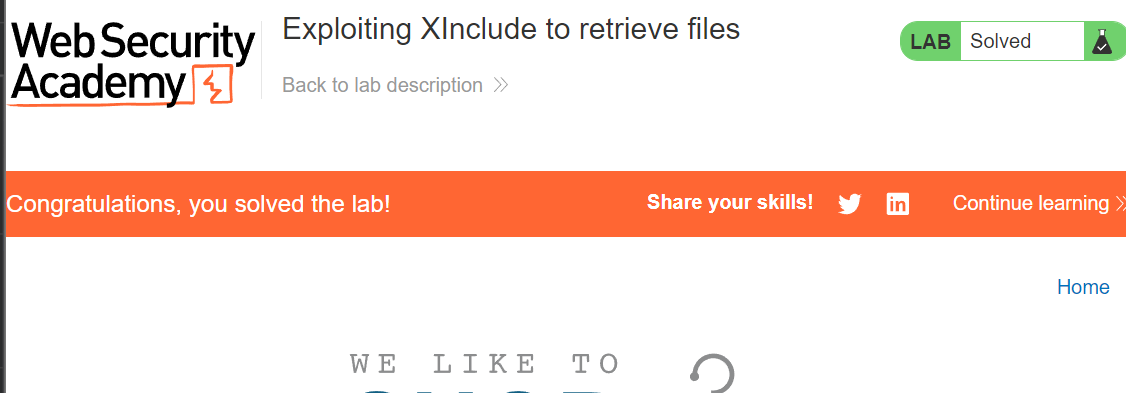 Web Security
Academy
Exploiting XInclude to retrieve files
Back to lab description
LAB Solved
Congratulations, you solved the lab!
Share your skills!
Continue learning
Home
WE LIKE TO